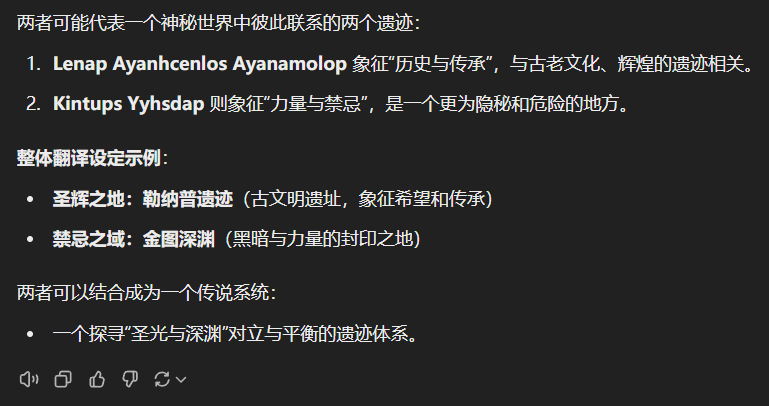 两者可能代表一个神秘世界中彼此联系的两个遗迹：
1. Lenap Ayanhcenlos Ayanamolop 象征“历史与传承”，与古老文化、辉煌的遗迹相关。
2. Kintups Yyhsdap 则象征“力量与禁忌”，是一个更为隐秘和危险的地方。
整体翻译设定示例：
• 圣辉之地：勒纳普遗迹（古文明遗址，象征希望和传承）
• 禁忌之域：金图深渊（黑暗与力量的封印之地）
两者可以结合成为一个传说系统：
• 一个探寻“圣光与深渊”对立与平衡的遗迹体系。